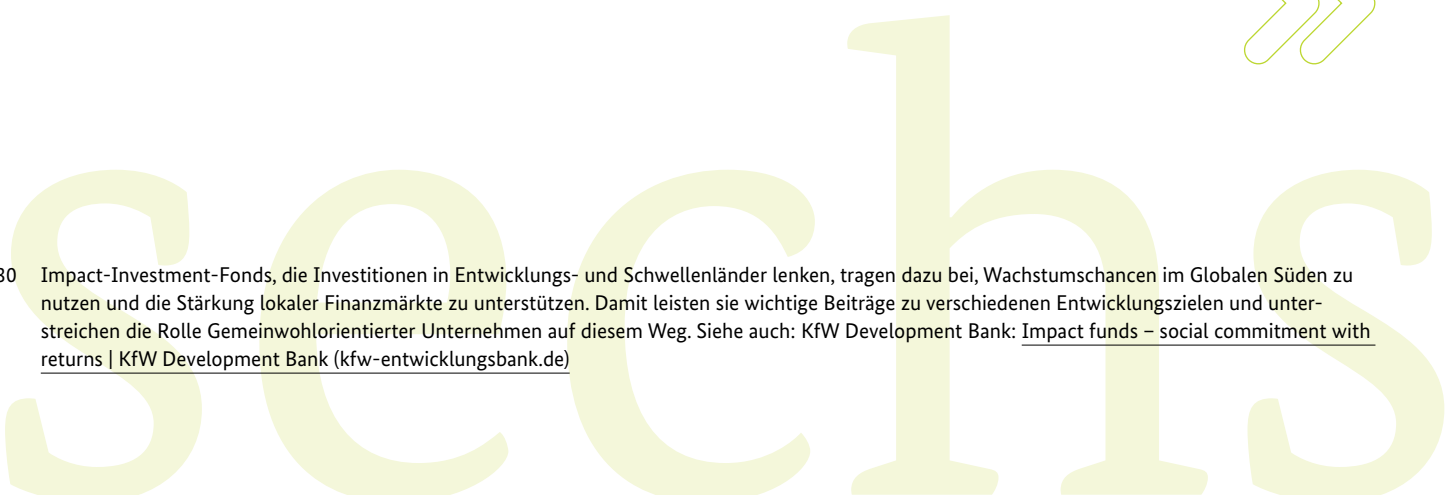 sechs
30 Impact-Investment-Fonds, die Investitionen in Entwicklungs- und Schwellenländer lenken, tragen dazu bei, Wachstumschancen im Globalen Süden zu
nutzen und die Stärkung lokaler Finanzmärkte zu unterstützen. Damit leisten sie wichtige Beiträge zu verschiedenen Entwicklungszielen und unter-
streichen die Rolle Gemeinwohlorientierter Unternehmen auf diesem Weg. Siehe auch: KfW Development Bank: Impact funds – social commitment with
returns | KfW Development Bank (kfw-entwicklungsbank.de)